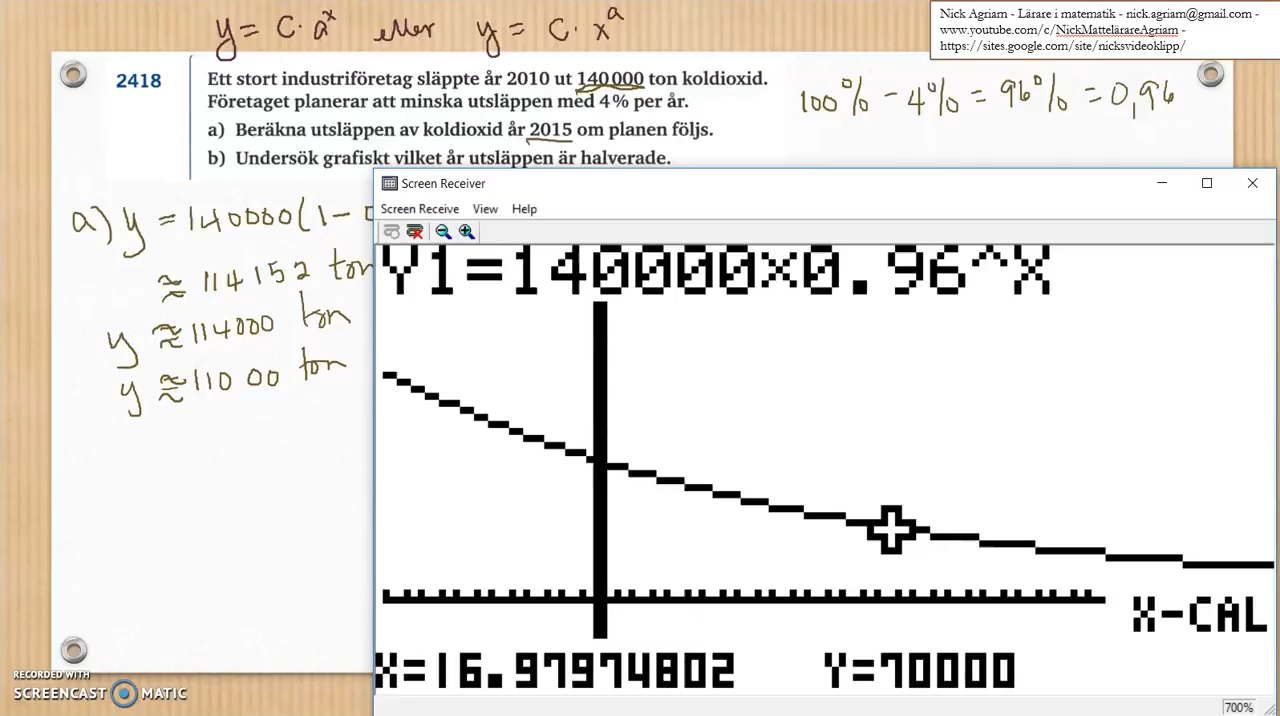 y = C · a^x eller y = C · x^a
Nick Agriam - Lärare i matematik - nick.agriam@gmail.com -
www.youtube.com/c/NickMattelärareAgriam -
https://sites.google.com/site/nicksvideoklipp/
2418
Ett stort industriföretag släppte år 2010 ut 140 000 ton koldioxid.
Företaget planerar att minska utsläppen med 4 % per år.
a) Beräkna utsläppen av koldioxid år 2015 om planen följs.
b) Undersök grafiskt vilket år utsläppen är halverade.
100% - 4% = 96% = 0,96
a) y = 140000(1 - 0
≈ 114 152 ton
y ≈ 114000 ton
y ≈ 110 00 ton
Screen Receiver
Screen Receive View Help
Y1=140000×0.96^X
X-CAL
X=16.97974802 Y=70000
700%
RECORDED WITH
SCREENCAST MATIC